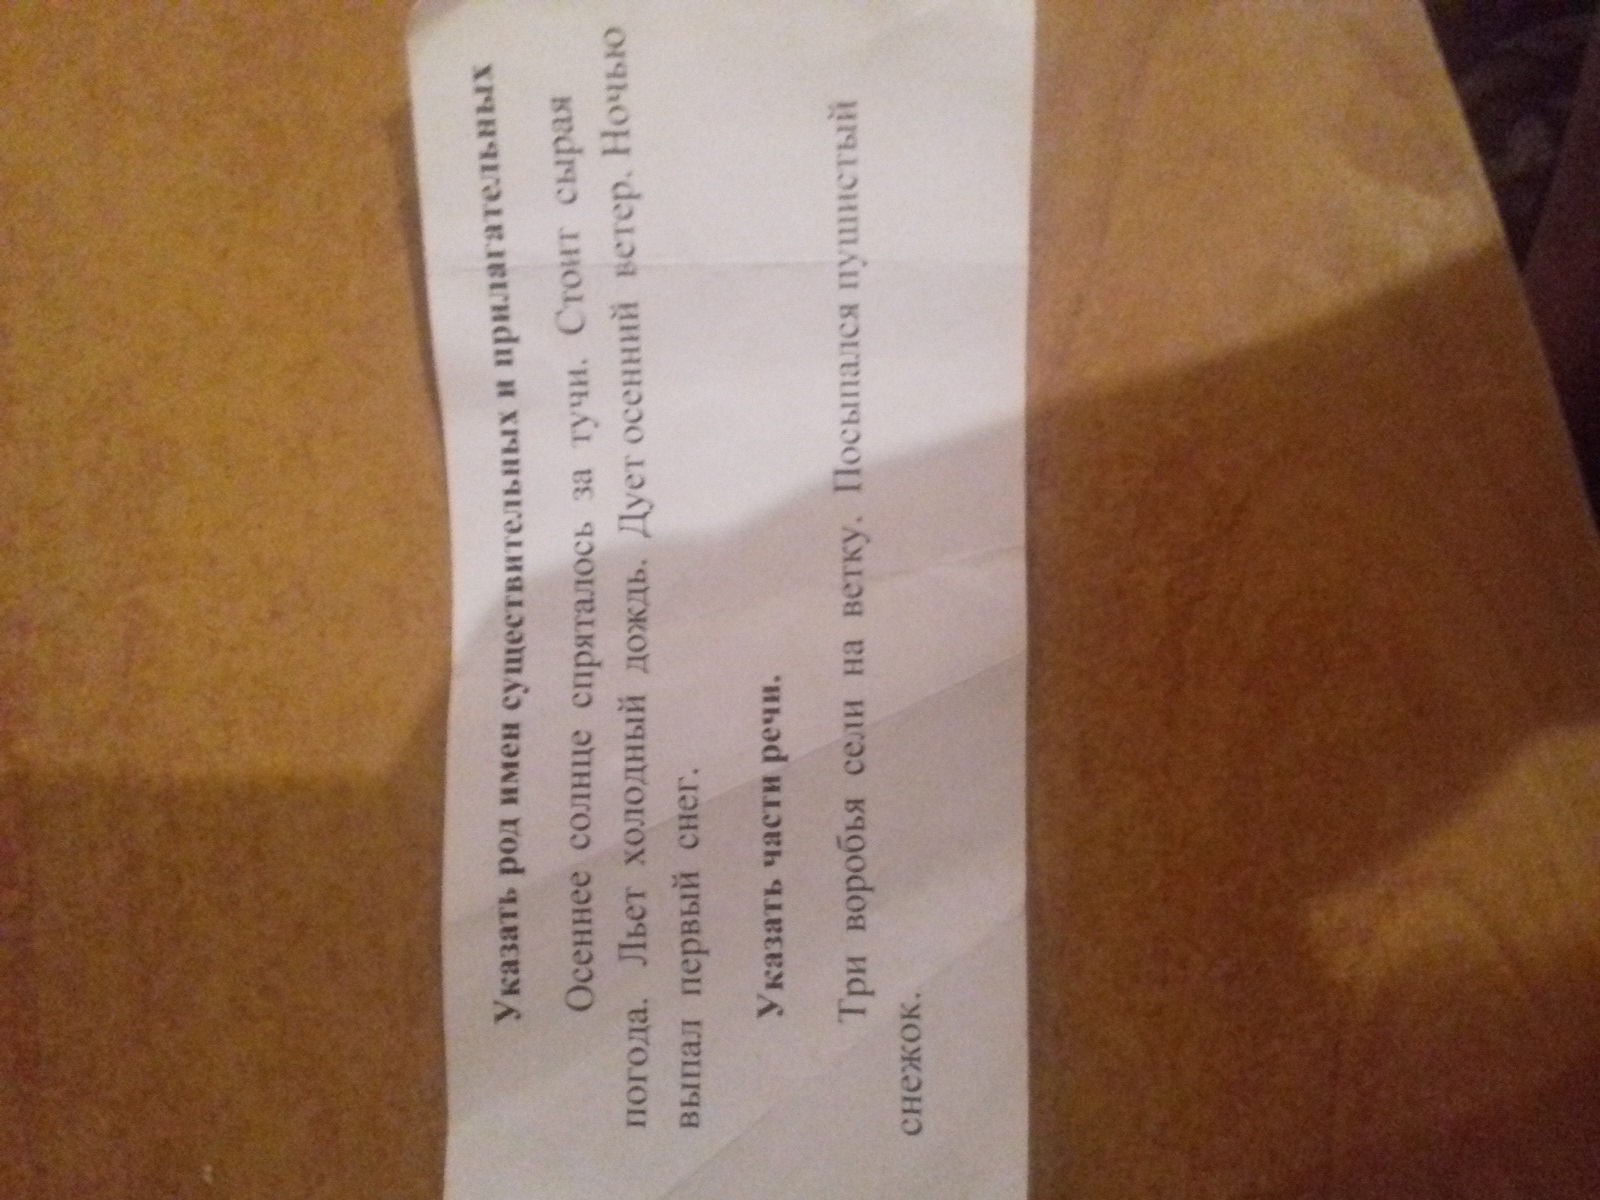 Указать род имен существительных и прилагательных
Осеннее солнце спряталось за тучи. Стоит сырая
погода. Льет холодный дождь. Дует осенний ветер. Ночью
выпал первый снег.
Указать части речи.
Три воробья сели на ветку. Посыпался пушистый
снежок.